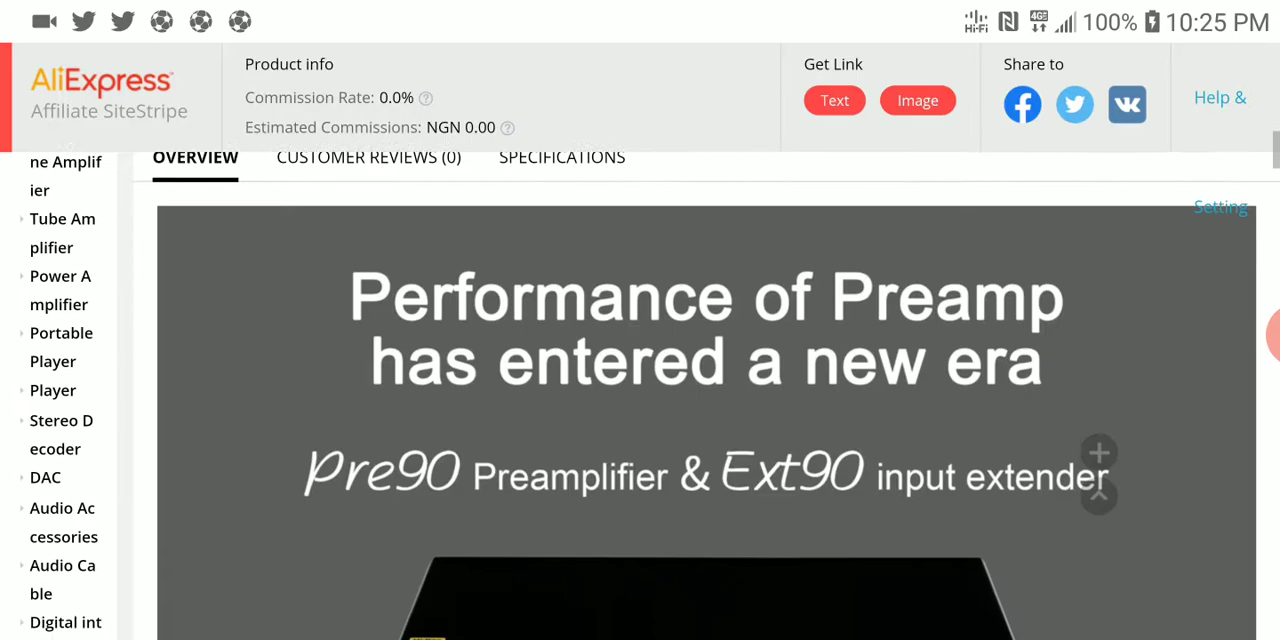 HI-FI 4GE 100% 10:25 PM
AliExpress
Affiliate SiteStripe
Product info
Commission Rate: 0.0% ?
Estimated Commissions: NGN 0.00 ?
Get Link
Text Image
Share to
Help &
Setting
ne Amplif
ier
Tube Am
plifier
Power A
mplifier
Portable
Player
Player
Stereo D
ecoder
DAC
Audio Ac
cessories
Audio Ca
ble
Digital int
OVERVIEW CUSTOMER REVIEWS (0) SPECIFICATIONS
Performance of Preamp
has entered a new era
Pre90 Preamplifier & Ext90 input extender